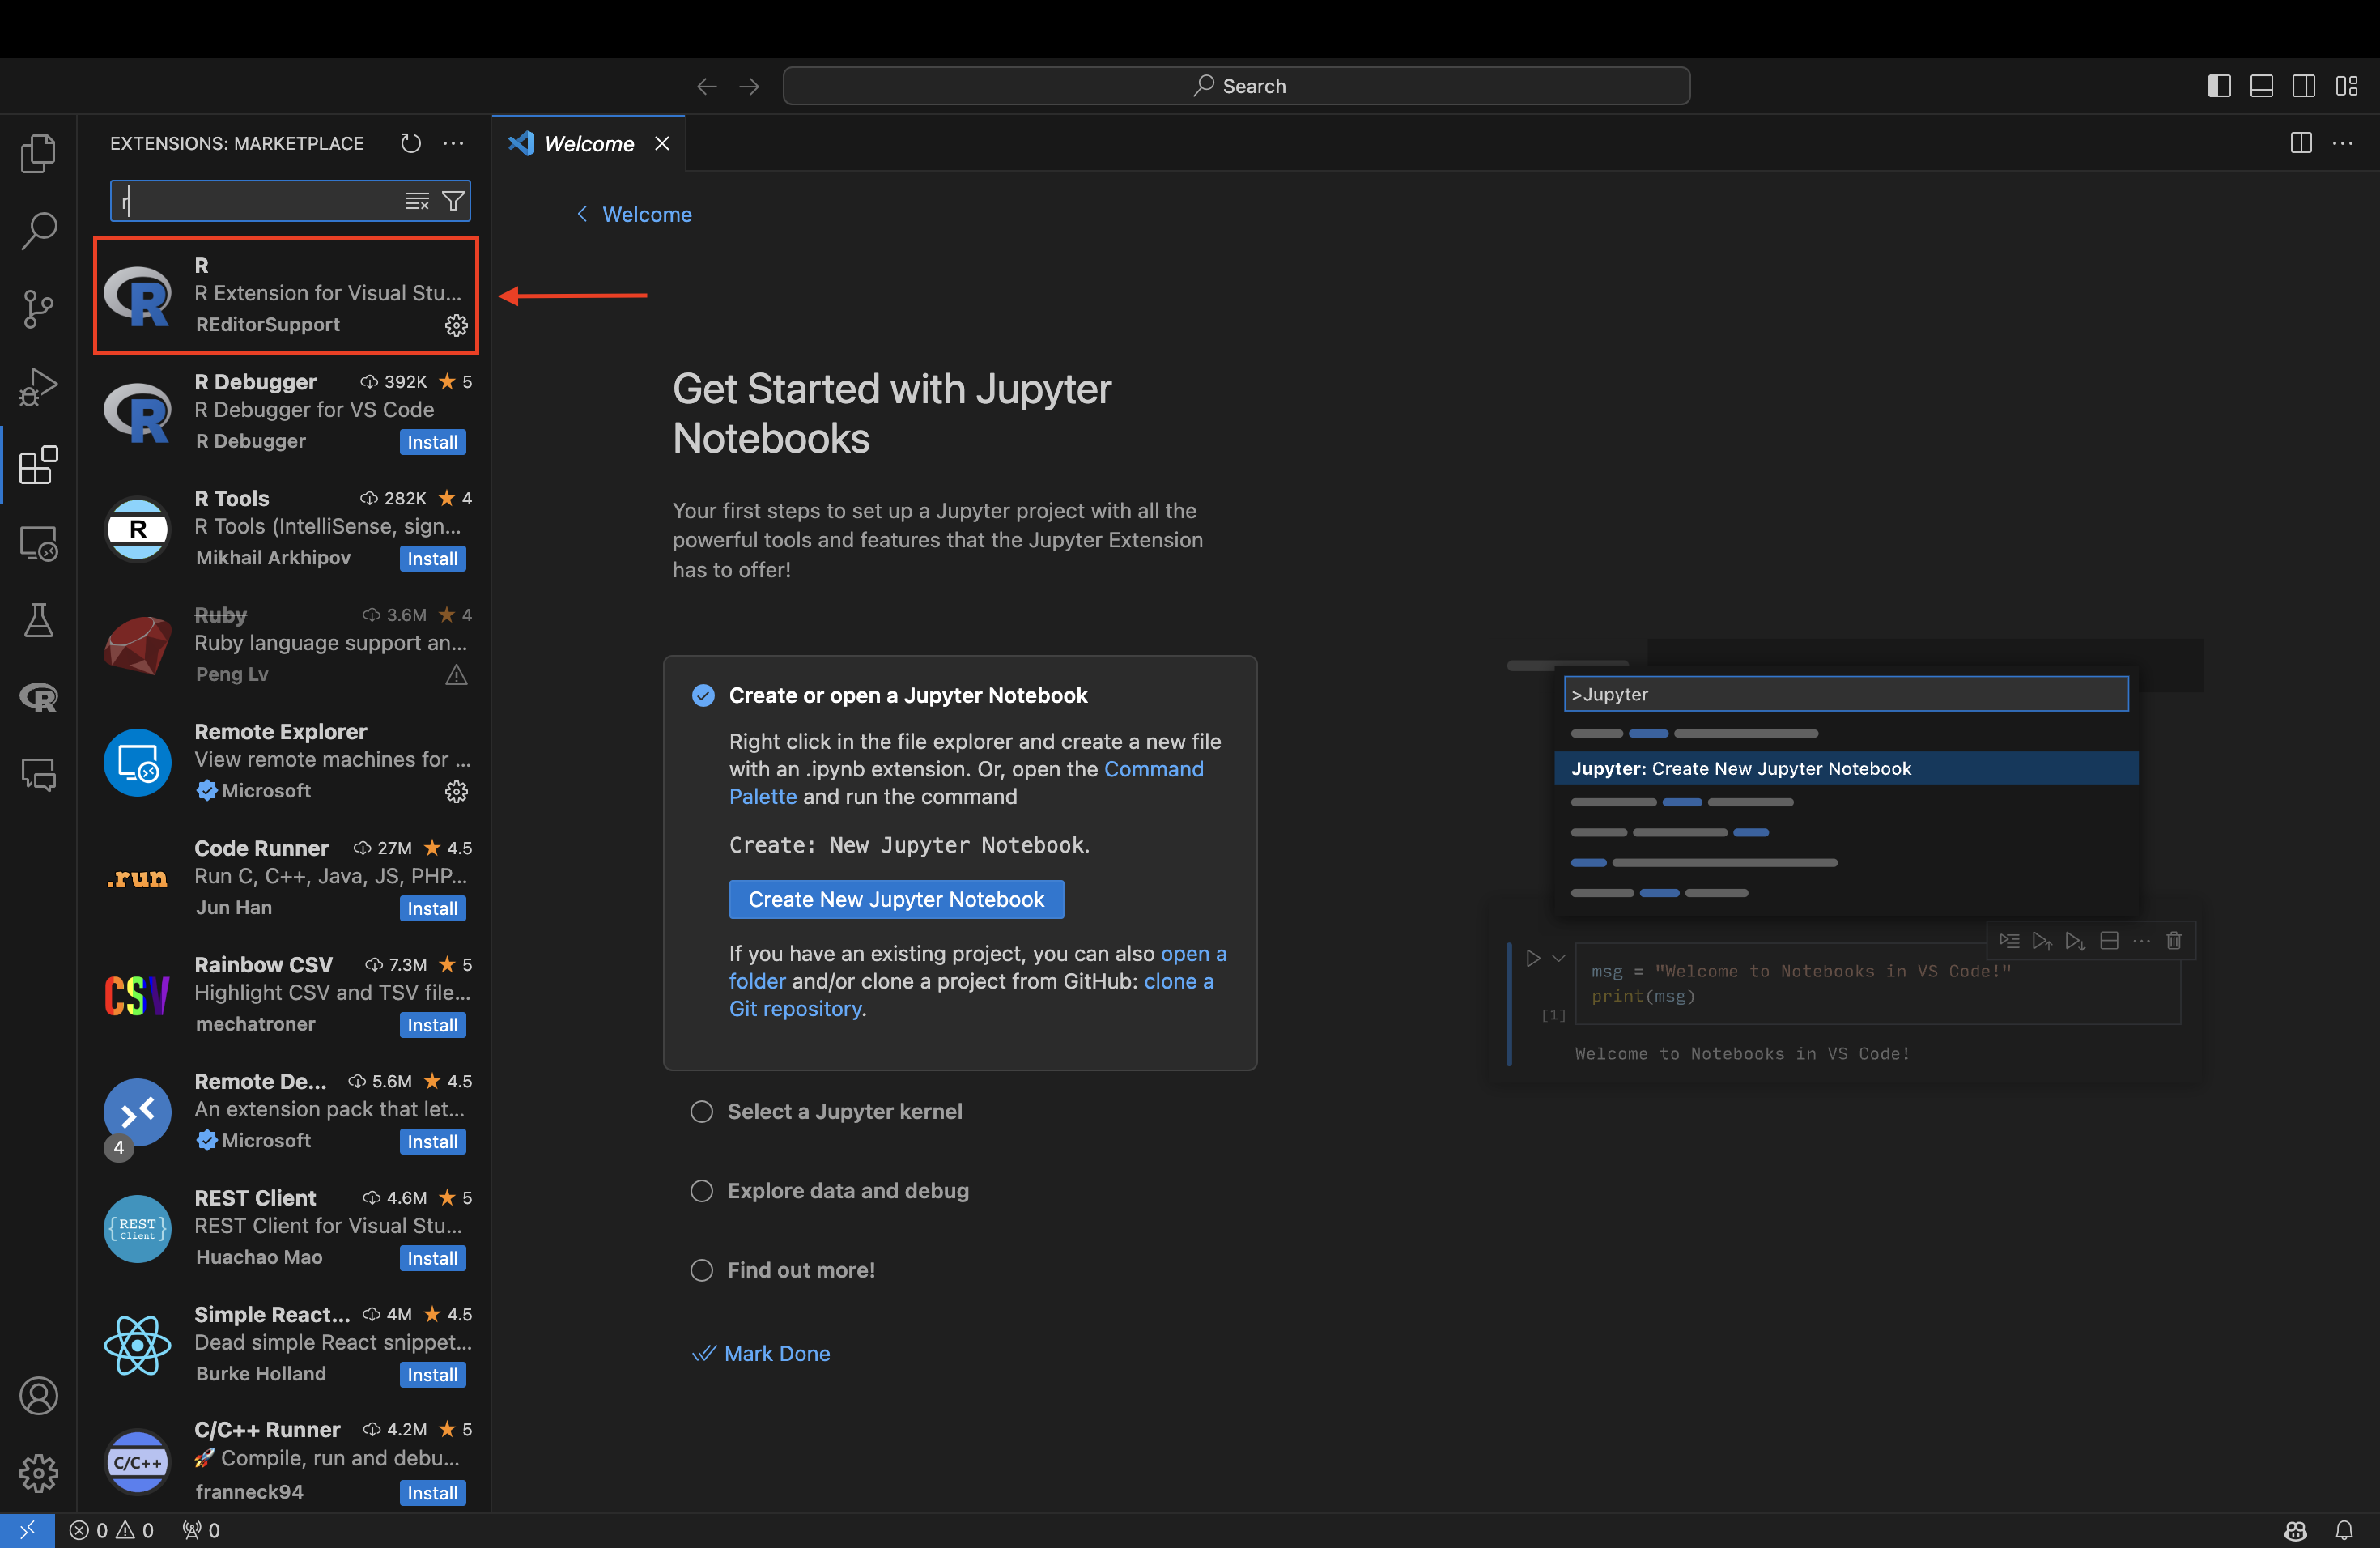 Search
EXTENSIONS: MARKETPLACE
Welcome
r
Welcome
R
R Extension for Visual Stu...
REditorSupport
R Debugger 392K ★ 5
R Debugger for VS Code
R Debugger Install
R
R Tools 282K ★ 4
R Tools (IntelliSense, sign...
Mikhail Arkhipov Install
Ruby 3.6M ★ 4
Ruby language support an...
Peng Lv
Remote Explorer
View remote machines for ...
Microsoft
.run
Code Runner 27M ★ 4.5
Run C, C++, Java, JS, PHP...
Jun Han Install
CSV
Rainbow CSV 7.3M ★ 5
Highlight CSV and TSV file...
mechatroner Install
4
Remote De... 5.6M ★ 4.5
An extension pack that let...
Microsoft Install
{REST}
Client
REST Client 4.6M ★ 5
REST Client for Visual Stu...
Huachao Mao Install
Simple React... 4M ★ 4.5
Dead simple React snippet...
Burke Holland Install
C/C++
C/C++ Runner 4.2M ★ 5
🚀 Compile, run and debu...
franneck94 Install
Get Started with Jupyter
Notebooks
Your first steps to set up a Jupyter project with all the
powerful tools and features that the Jupyter Extension
has to offer!
Create or open a Jupyter Notebook
Right click in the file explorer and create a new file
with an .ipynb extension. Or, open the Command
Palette and run the command
Create: New Jupyter Notebook.
Create New Jupyter Notebook
If you have an existing project, you can also open a
folder and/or clone a project from GitHub: clone a
Git repository.
Select a Jupyter kernel
Explore data and debug
Find out more!
Mark Done
>Jupyter
Jupyter: Create New Jupyter Notebook
msg = "Welcome to Notebooks in VS Code!"
print(msg)
[1]
Welcome to Notebooks in VS Code!
0 0 0